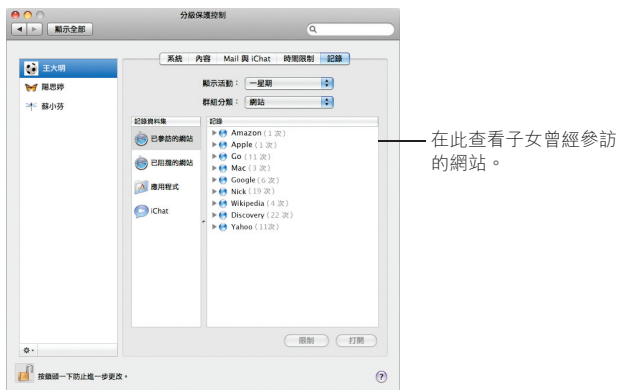 分級保護控制
顯示全部
王大明
陽思婷
蘇小芬
系統 內容 Mail 與 iChat 時間限制 記錄
顯示活動： 一星期
群組分類： 網站
記錄資料集
已參訪的網站
已阻擋的網站
應用程式
iChat
記錄
Amazon (1 次)
Apple (1 次)
Go (11 次)
Mac (3 次)
Google (6 次)
Nick (19 次)
Wikipedia (4 次)
Discovery (22 次)
Yahoo (11次)
限制 打開
按鎖頭一下防止進一步更改。
?
在此查看子女曾經參訪
的網站。